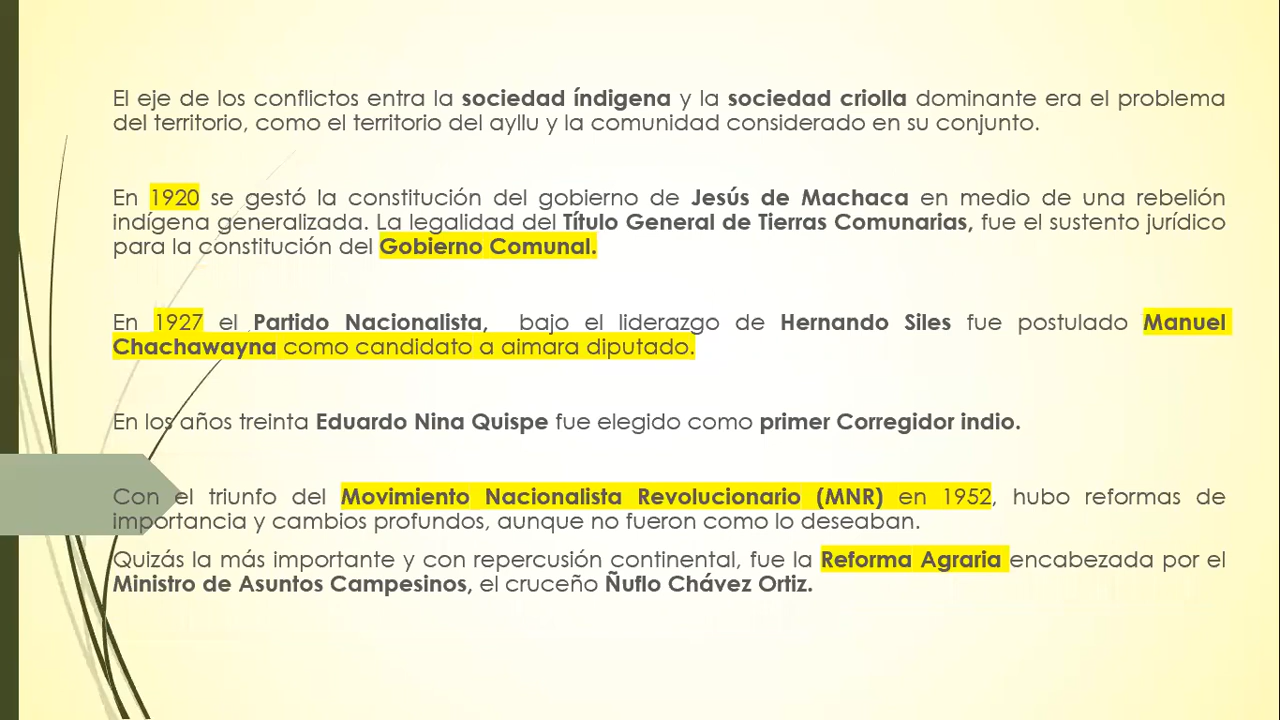 El eje de los conflictos entra la sociedad índigena y la sociedad criolla dominante era el problema
del territorio, como el territorio del ayllu y la comunidad considerado en su conjunto.
En 1920 se gestó la constitución del gobierno de Jesús de Machaca en medio de una rebelión
indígena generalizada. La legalidad del Título General de Tierras Comunarias, fue el sustento jurídico
para la constitución del Gobierno Comunal.
En 1927 el Partido Nacionalista, bajo el liderazgo de Hernando Siles fue postulado Manuel
Chachawayna como candidato a aimara diputado.
En los años treinta Eduardo Nina Quispe fue elegido como primer Corregidor indio.
Con el triunfo del Movimiento Nacionalista Revolucionario (MNR) en 1952, hubo reformas de
importancia y cambios profundos, aunque no fueron como lo deseaban.
Quizás la más importante y con repercusión continental, fue la Reforma Agraria encabezada por el
Ministro de Asuntos Campesinos, el cruceño Ñuflo Chávez Ortiz.